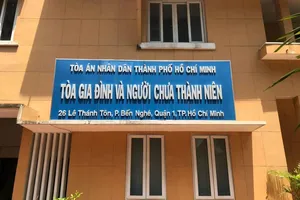 TÒA ÁN NHÂN DÂN THÀNH PHỐ HỒ CHÍ MINH
TÒA GIA ĐÌNH VÀ NGƯỜI CHƯA THÀNH NIÊN
26 Lê Thánh Tôn, P. Bến Nghé, Quận 1, TP. Hồ Chí Minh